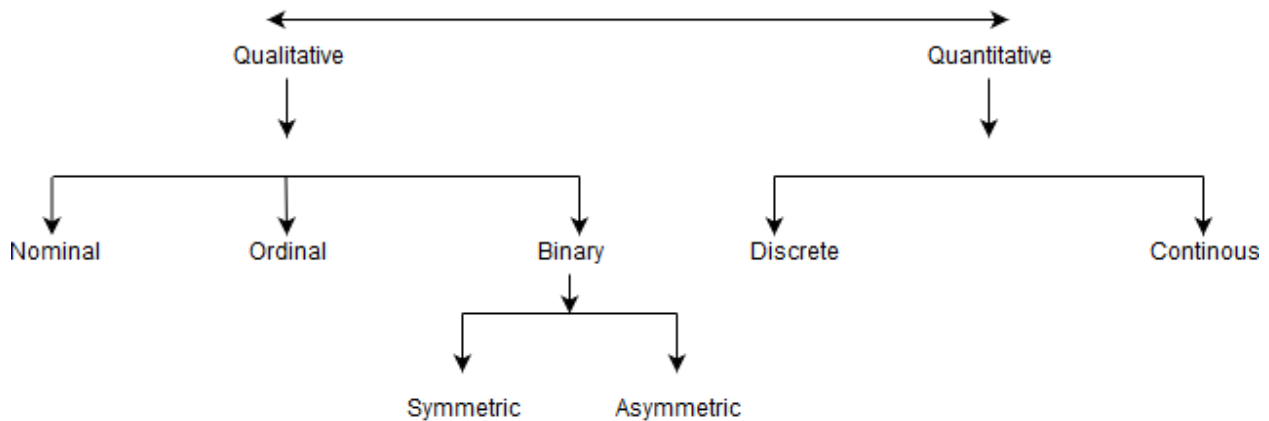 Qualitative Quantitative
Nominal Ordinal Binary Discrete Continous
Symmetric Asymmetric